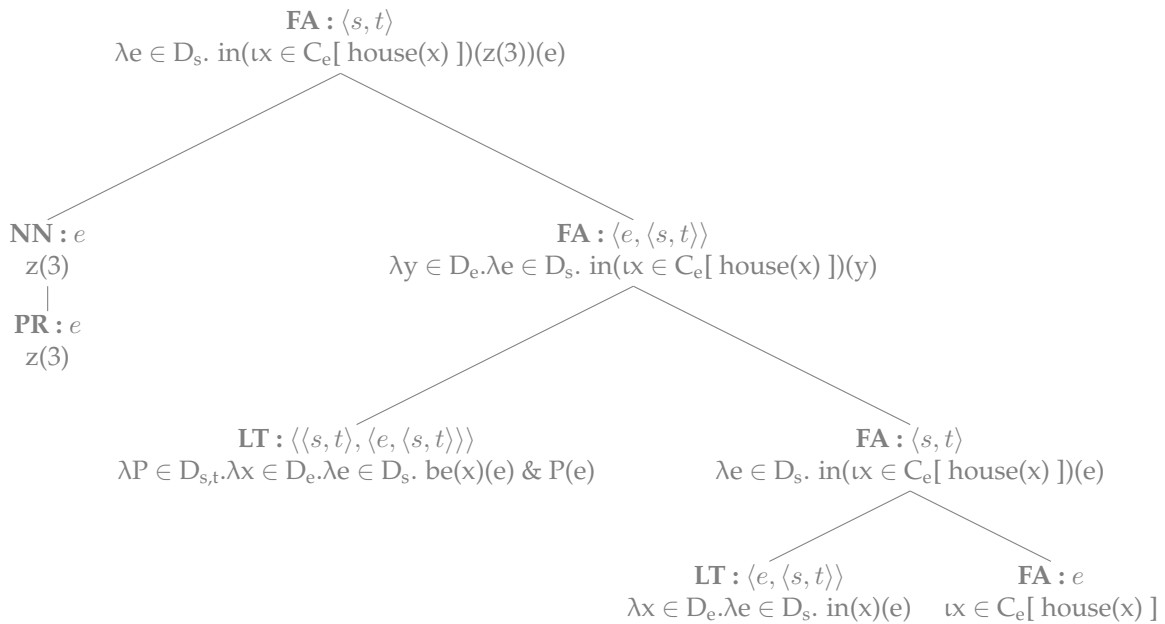 FA : ⟨s, t⟩
λe ∈ Dₛ. in(ιx ∈ Cₑ[ house(x) ])(z(3))(e)
NN : e
z(3)
FA : ⟨e, ⟨s, t⟩⟩
λy ∈ Dₑ.λe ∈ Dₛ. in(ιx ∈ Cₑ[ house(x) ])(y)
PR : e
z(3)
LT : ⟨⟨s, t⟩, ⟨e, ⟨s, t⟩⟩⟩
λP ∈ Dₛ,ₜ.λx ∈ Dₑ.λe ∈ Dₛ. be(x)(e) & P(e)
FA : ⟨s, t⟩
λe ∈ Dₛ. in(ιx ∈ Cₑ[ house(x) ])(e)
LT : ⟨e, ⟨s, t⟩⟩
λx ∈ Dₑ.λe ∈ Dₛ. in(x)(e)
FA : e
ιx ∈ Cₑ[ house(x) ]